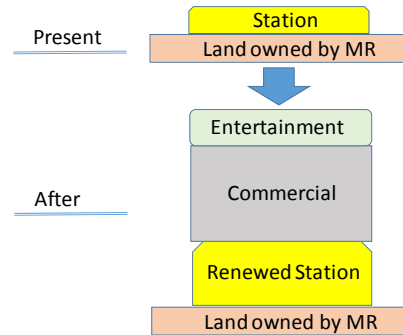 Station
Present
Land owned by MR
Entertainment
Commercial
After
Renewed Station
Land owned by MR